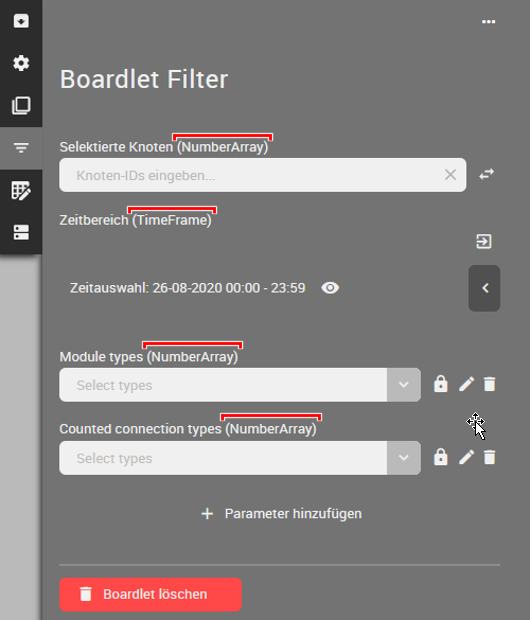 Boardlet Filter
Selektierte Knoten (NumberArray)
Knoten-IDs eingeben...
Zeitbereich (TimeFrame)
Zeitauswahl: 26-08-2020 00:00 - 23:59
Module types (NumberArray)
Select types
Counted connection types (NumberArray)
Select types
Parameter hinzufügen
Boardlet löschen